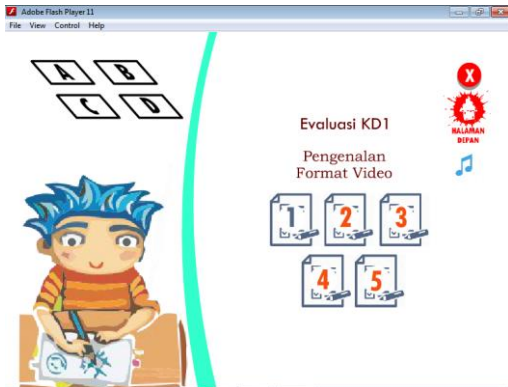 Adobe Flash Player 11
File View Control Help
A B
C D
X
Evaluasi KD1
HALAMAN
DEPAN
Pengenalan
Format Video
1 2 3
4 5